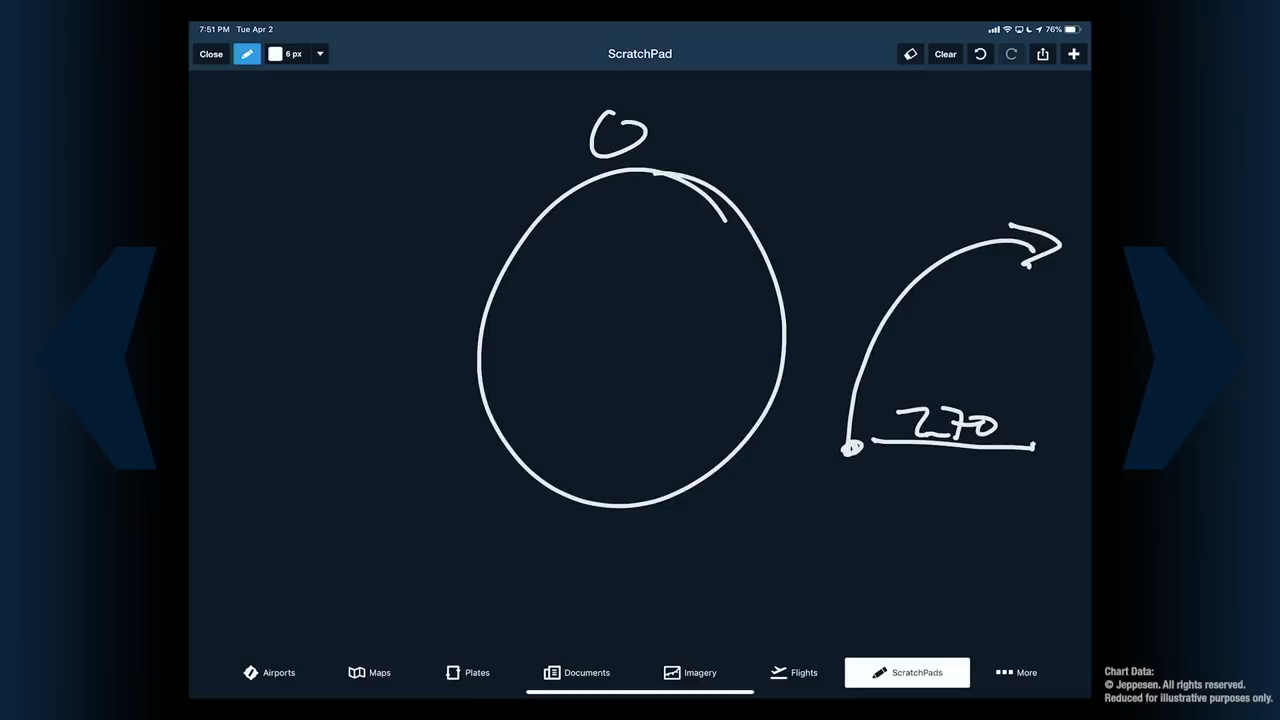 7:51 PM Tue Apr 2
76%
Close
6 px
ScratchPad
Clear
0
270
Airports
Maps
Plates
Documents
Imagery
Flights
ScratchPads
More
Chart Data:
© Jeppesen. All rights reserved.
Reduced for illustrative purposes only.